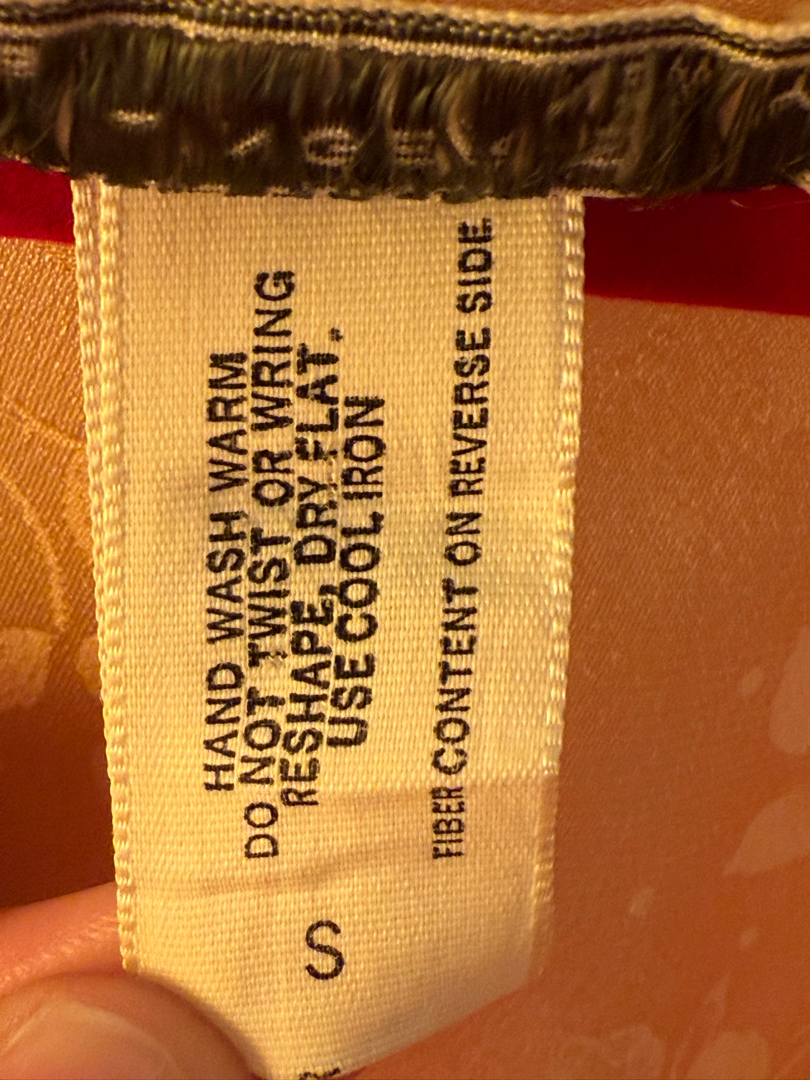 HAND WASH WARM
DO NOT TWIST OR WRING
RESHAPE, DRY FLAT.
USE COOL IRON
FIBER CONTENT ON REVERSE SIDE
S